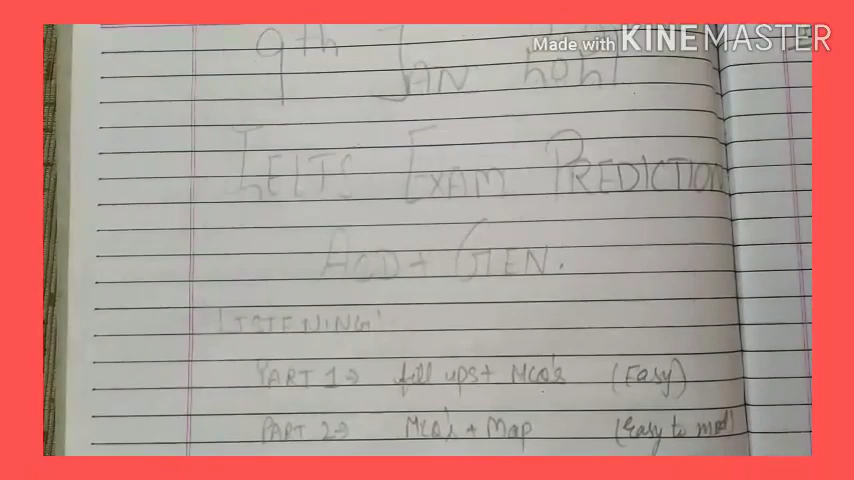 Made with KINEMASTER
9th JAN
IELTS EXAM PREDICTION
ACD + GEN.
LISTENING'
PART 1→ fill ups + MCQ's (Easy)
PART 2→ MCQ's + Map (Easy to mod)